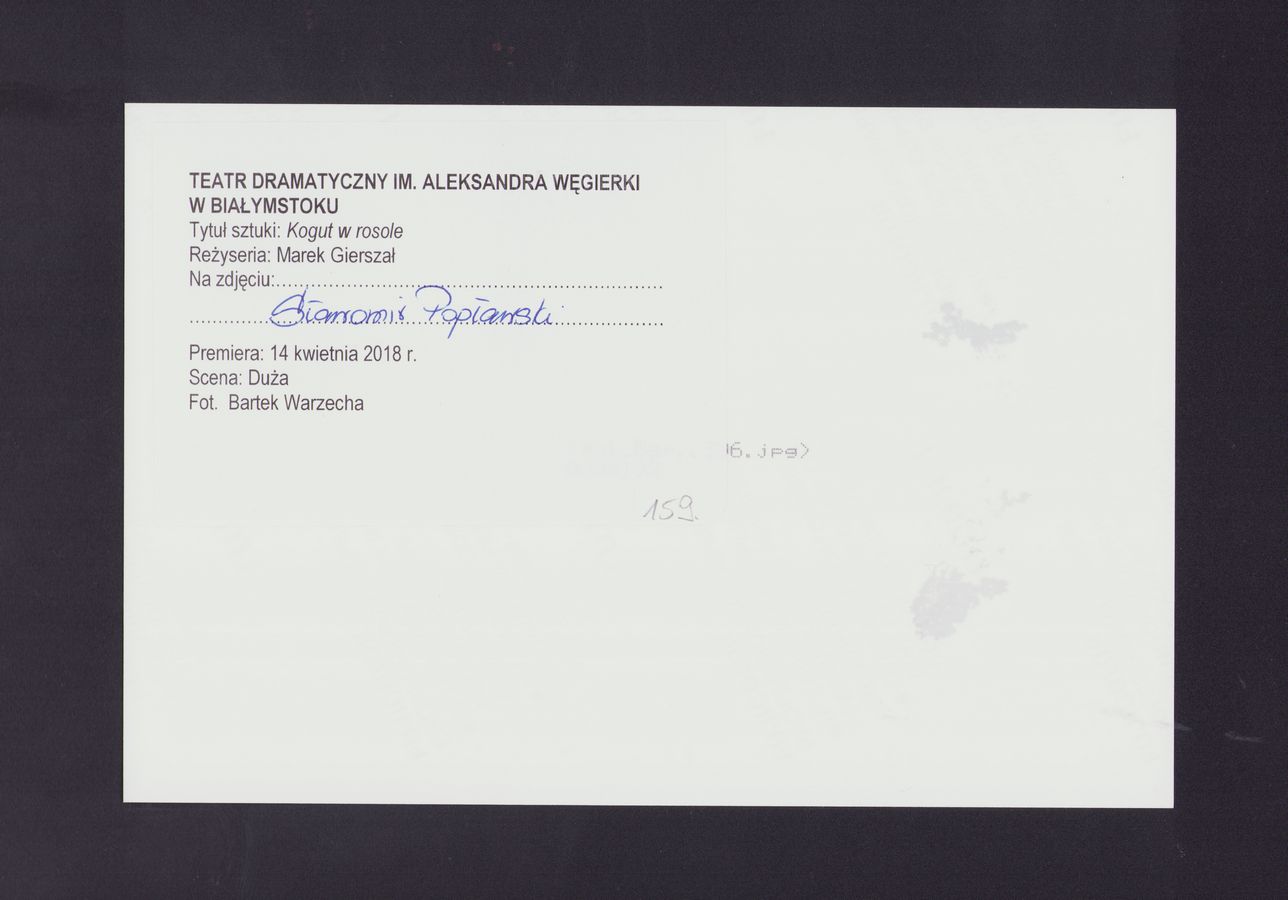 TEATR DRAMATYCZNY IM. ALEKSANDRA WĘGIERKI
W BIAŁYMSTOKU
Tytuł sztuki: Kogut w rosole
Reżyseria: Marek Gierszał
Na zdjęciu:
Sławomir Popławski
Premiera: 14 kwietnia 2018 r.
Scena: Duża
Fot. Bartek Warzecha
6.jpg>
159.